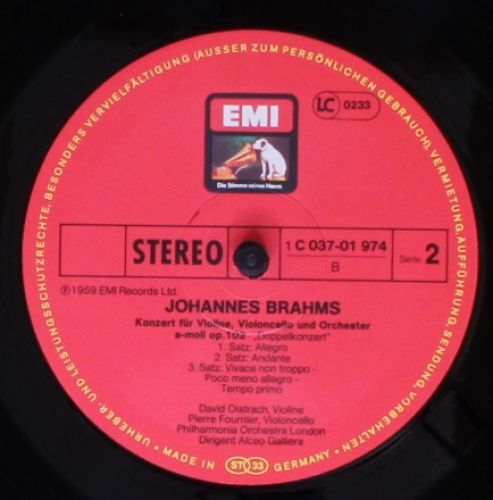 URHEBER- UND LEISTUNGSSCHUTZRECHTE, BESONDERS VERVIELFÄLTIGUNG (AUSSER ZUM PERSÖNLICHEN GEBRAUCH), VERMIETUNG, AUFFÜHRUNG, SENDUNG, VORBEHALTEN
EMI
LC 0233
Die Stimme seines Herrn
STEREO
1 C 037-01 974
B
Seite 2
Ⓟ 1959 EMI Records Ltd.
JOHANNES BRAHMS
Konzert für Violine, Violoncello und Orchester
a-moll op. 102 „Doppelkonzert"
1. Satz: Allegro
2. Satz: Andante
3. Satz: Vivace non troppo -
Poco meno allegro -
Tempo primo
David Oistrach, Violine
Pierre Fournier, Violoncello
Philharmonia Orchestra London
Dirigent Alceo Galliera
• MADE IN ST 33 GERMANY •